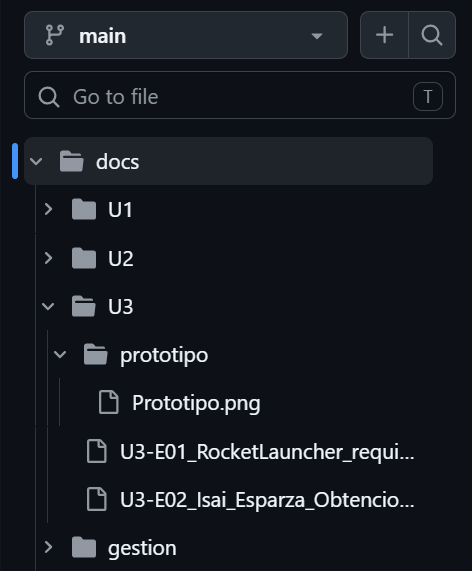 main
Go to file
T
docs
U1
U2
U3
prototipo
Prototipo.png
U3-E01_RocketLauncher_requi...
U3-E02_Isai_Esparza_Obtencio...
gestion